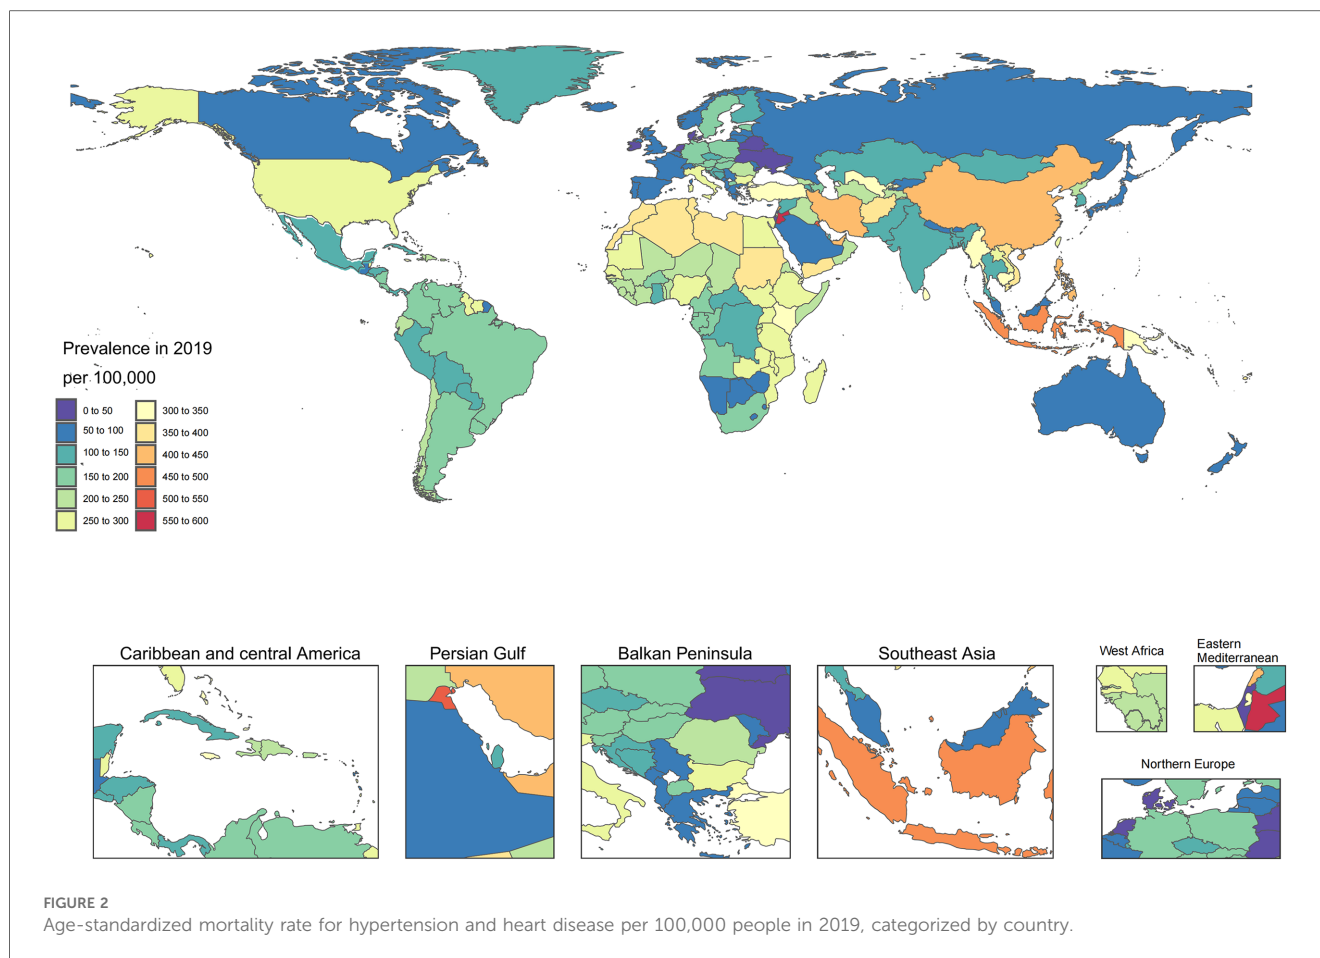 Prevalence in 2019
per 100,000
0 to 50
50 to 100
100 to 150
150 to 200
200 to 250
250 to 300
300 to 350
350 to 400
400 to 450
450 to 500
500 to 550
550 to 600
Caribbean and central America
Persian Gulf
Balkan Peninsula
Southeast Asia
West Africa
Eastern
Mediterranean
Northern Europe
FIGURE 2
Age-standardized mortality rate for hypertension and heart disease per 100,000 people in 2019, categorized by country.